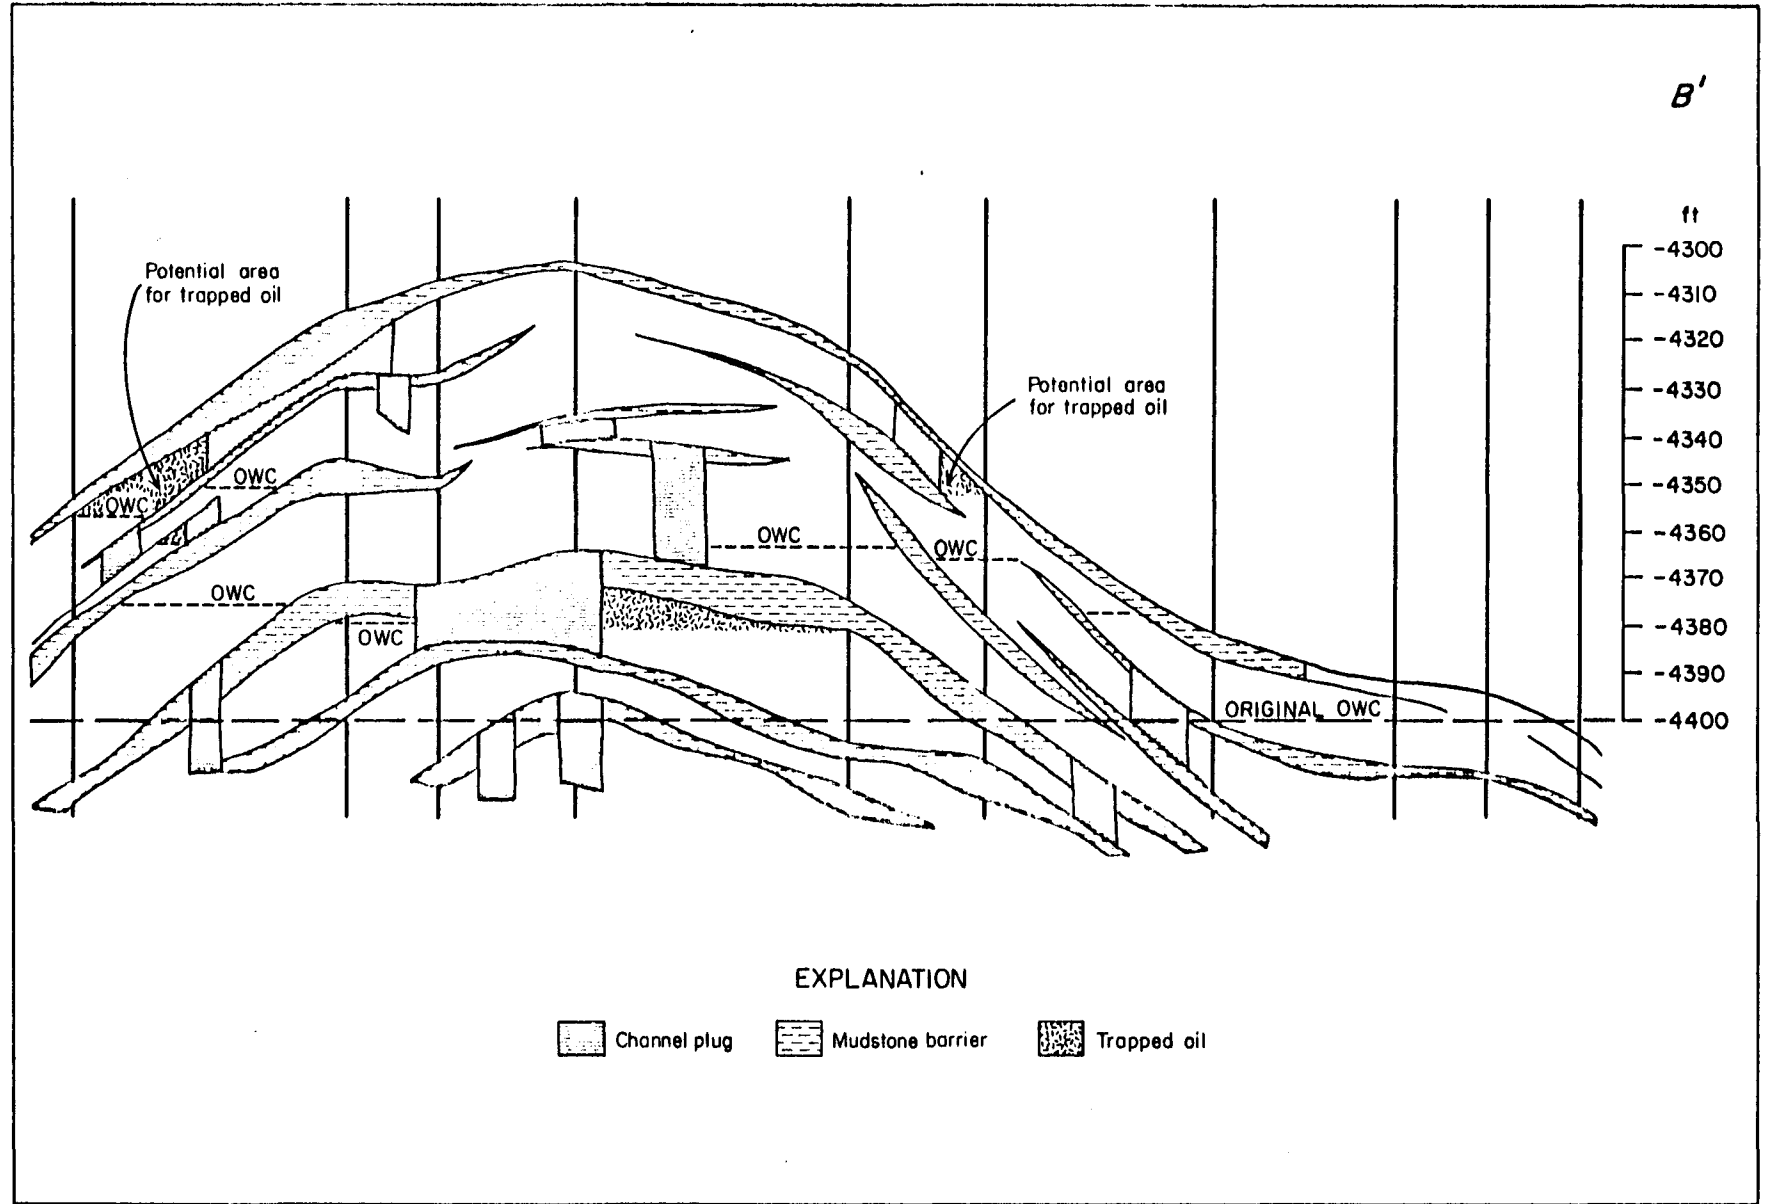 B'
ft
-4300
-4310
-4320
-4330
-4340
-4350
-4360
-4370
-4380
-4390
-4400
Potential area
for trapped oil
Potential area
for trapped oil
OWC
OWC
OWC
OWC
OWC
OWC
ORIGINAL OWC
EXPLANATION
Channel plug
Mudstone barrier
Trapped oil